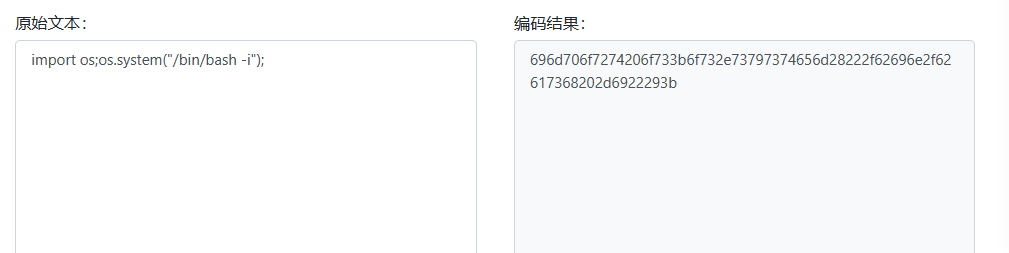 原始文本:
import os;os.system("/bin/bash -i");
编码结果:
696d706f7274206f733b6f732e73797374656d28222f62696e2f62
617368202d6922293b